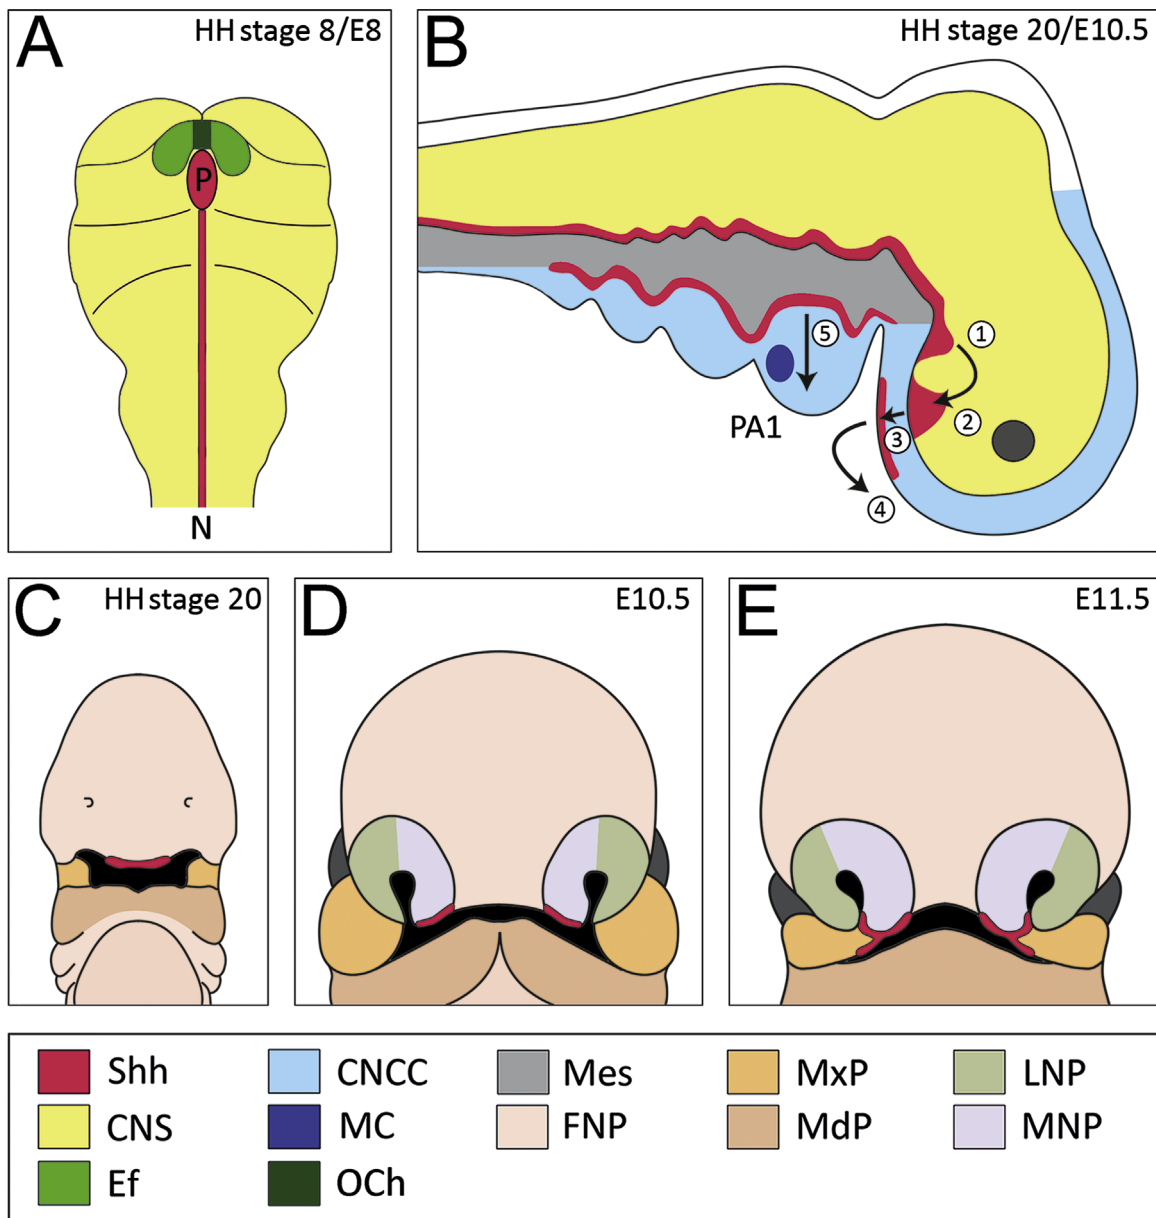 A
HH stage 8/E8
P
N
B
HH stage 20/E10.5
1
5
2
3
PA1
4
C
HH stage 20
D
E10.5
E
E11.5
Shh
CNCC
Mes
MxP
LNP
CNS
MC
FNP
MdP
MNP
Ef
OCh